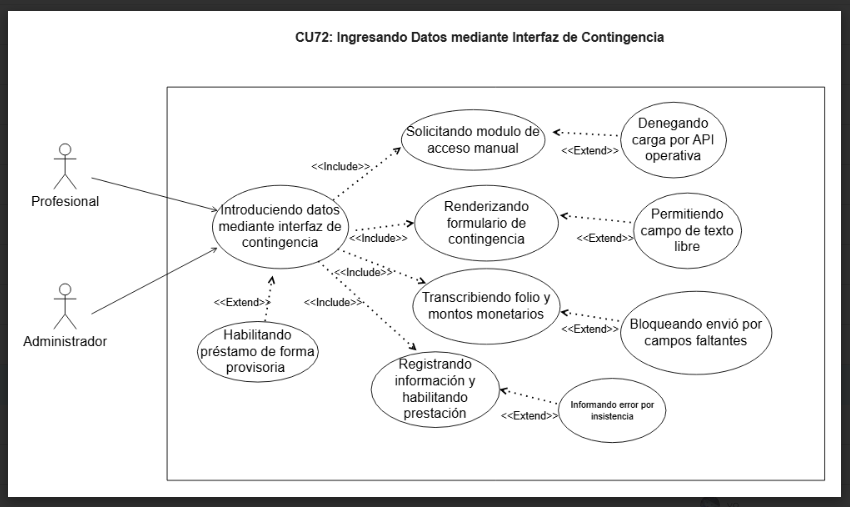 CU72: Ingresando Datos mediante Interfaz de Contingencia
Profesional
Administrador
Introduciendo datos
mediante interfaz de
contingencia
<<Include>>
Solicitando modulo de
acceso manual
<<Extend>>
Denegando
carga por API
operativa
<<Include>>
Renderizando
formulario de
contingencia
<<Extend>>
Permitiendo
campo de texto
libre
<<Include>>
Transcribiendo folio y
montos monetarios
<<Extend>>
Bloqueando envió por
campos faltantes
<<Include>>
Registrando
información y
habilitando
prestación
<<Extend>>
Informando error por
insistencia
<<Extend>>
Habilitando
préstamo de forma
provisoria